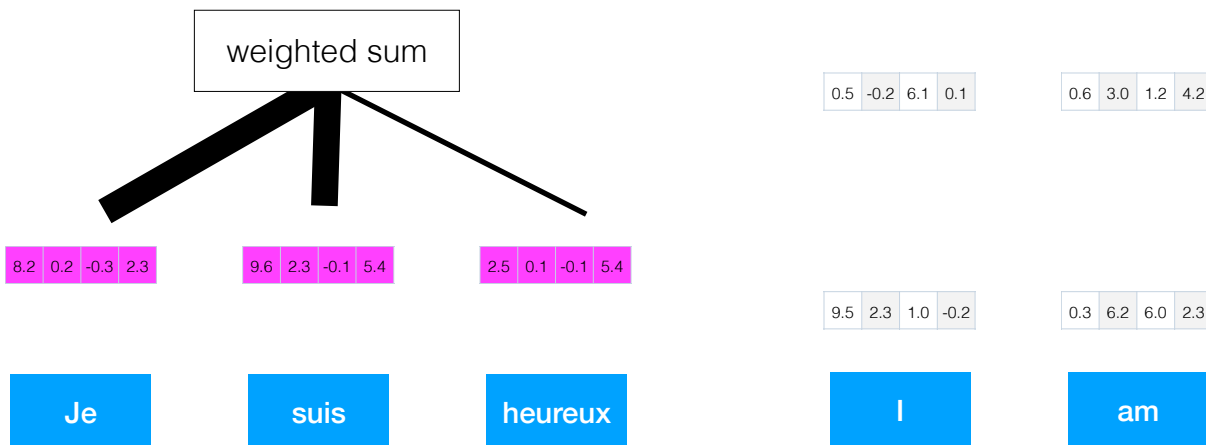 weighted sum
0.5 -0.2 6.1 0.1
0.6 3.0 1.2 4.2
8.2 0.2 -0.3 2.3
9.6 2.3 -0.1 5.4
2.5 0.1 -0.1 5.4
9.5 2.3 1.0 -0.2
0.3 6.2 6.0 2.3
Je
suis
heureux
I
am